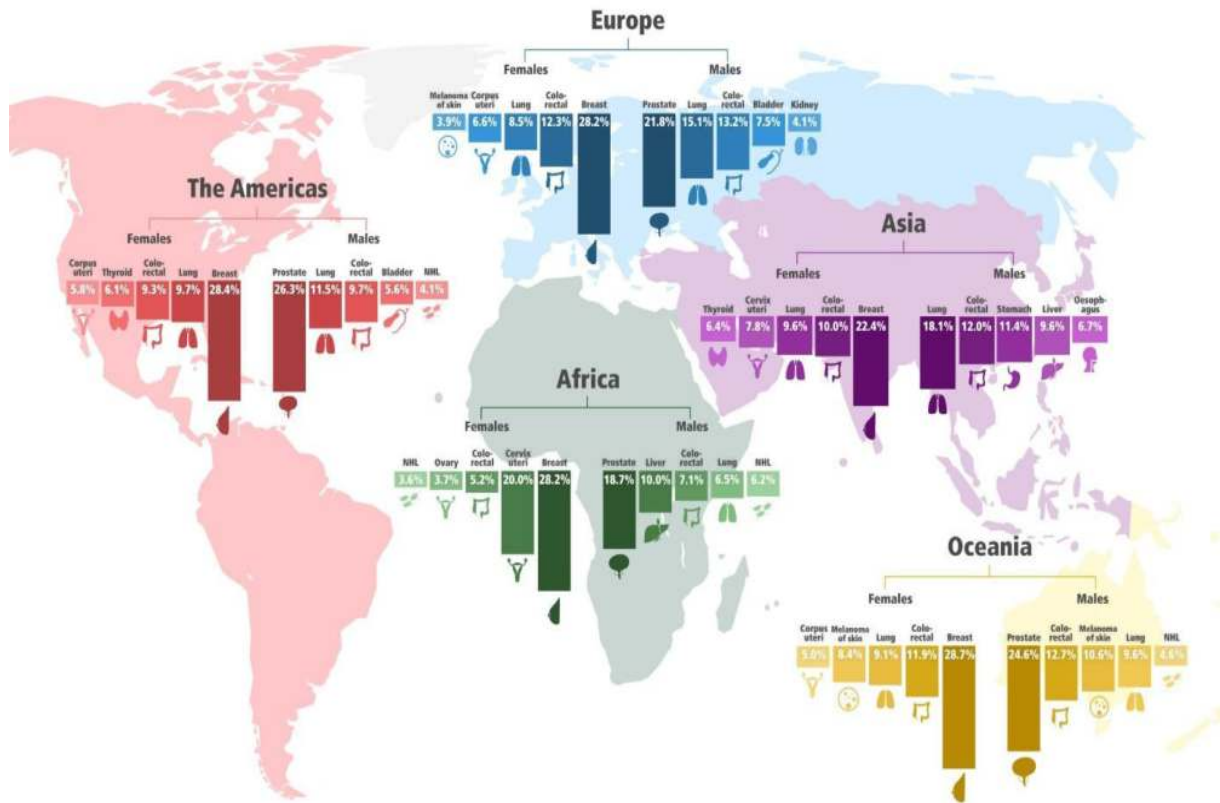 Europe
Females Males
Melanoma of skin Corpus uteri Lung Colo-rectal Breast Prostate Lung Colo-rectal Bladder Kidney
3.9% 6.6% 8.5% 12.3% 28.2% 21.8% 15.1% 13.2% 7.5% 4.1%
The Americas
Females Males
Corpus uteri Thyroid Colo-rectal Lung Breast Prostate Lung Colo-rectal Bladder NHL
5.8% 6.1% 9.3% 9.7% 28.4% 26.3% 11.5% 9.7% 5.6% 4.1%
Asia
Females Males
Thyroid Cervix uteri Lung Colo-rectal Breast Lung Colo-rectal Stomach Liver Oesoph-agus
6.4% 7.8% 9.6% 10.0% 22.4% 18.1% 12.0% 11.4% 9.6% 6.7%
Africa
Females Males
NHL Ovary Colo-rectal Cervix uteri Breast Prostate Liver Colo-rectal Lung NHL
3.6% 3.7% 5.2% 20.0% 28.2% 18.7% 10.0% 7.1% 6.5% 6.2%
Oceania
Females Males
Corpus uteri Melanoma of skin Lung Colo-rectal Breast Prostate Colo-rectal Melanoma of skin Lung NHL
5.0% 8.4% 9.1% 11.9% 28.7% 24.6% 12.7% 10.6% 9.6% 4.6%